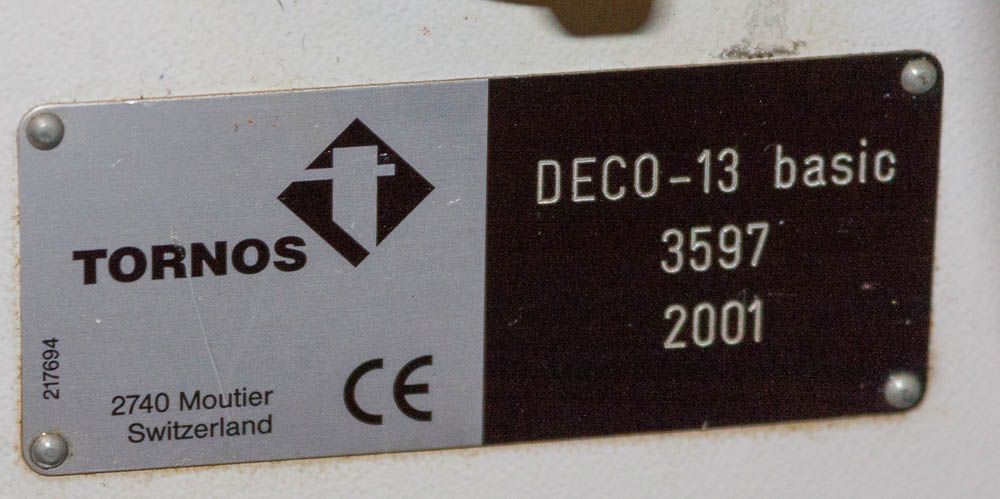 t
TORNOS
217694
2740 Moutier
Switzerland
CE
DECO-13 basic
3597
2001